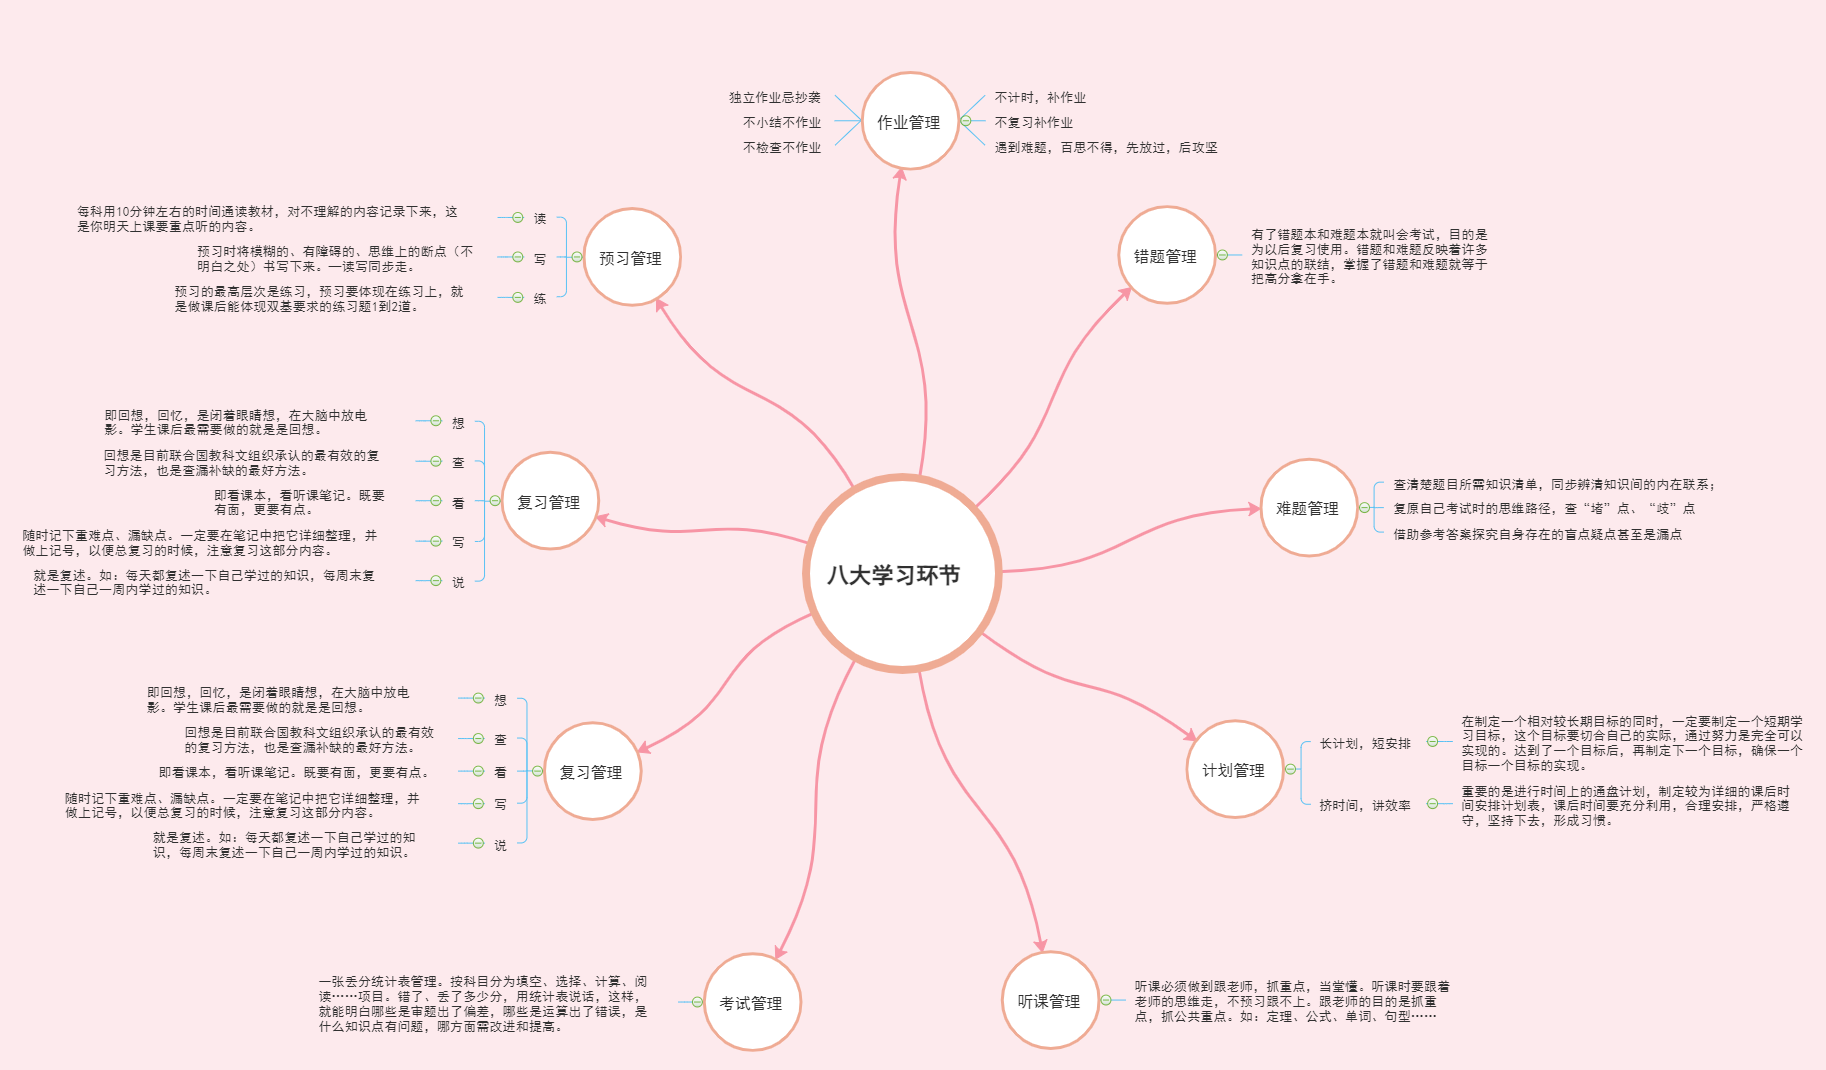 八大学习环节
作业管理
独立作业忌抄袭
不小结不作业
不检查不作业
不计时，补作业
不复习补作业
遇到难题，百思不得，先放过，后攻坚
错题管理
有了错题本和难题本就叫会考试，目的是
为以后复习使用。错题和难题反映着许多
知识点的联结，掌握了错题和难题就等于
把高分拿在手。
难题管理
查清楚题目所需知识清单，同步辨清知识间的内在联系；
复原自己考试时的思维路径，查“堵”点、“歧”点
借助参考答案探究自身存在的盲点疑点甚至是漏点
计划管理
长计划，短安排
在制定一个相对较长期目标的同时，一定要制定一个短期学
习目标，这个目标要切合自己的实际，通过努力是完全可以
实现的。达到了一个目标后，再制定下一个目标，确保一个
目标一个目标的实现。
挤时间，讲效率
重要的是进行时间上的通盘计划，制定较为详细的课后时
间安排计划表，课后时间要充分利用，合理安排，严格遵
守，坚持下去，形成习惯。
听课管理
听课必须做到跟老师，抓重点，当堂懂。听课时要跟着
老师的思维走，不预习跟不上。跟老师的目的是抓重
点，抓公共重点。如：定理、公式、单词、句型……
考试管理
一张丢分统计表管理。按科目分为填空、选择、计算、阅
读……项目。错了、丢了多少分，用统计表说话，这样，
就能明白哪些是审题出了偏差，哪些是运算出了错误，是
什么知识点有问题，哪方面需改进和提高。
复习管理
想
即回想，回忆，是闭着眼睛想，在大脑中放电
影。学生课后最需要做的就是是回想。
查
回想是目前联合国教科文组织承认的最有效
的复习方法，也是查漏补缺的最好方法。
看
即看课本，看听课笔记。既要有面，更要有点。
写
随时记下重难点、漏缺点。一定要在笔记中把它详细整理，并
做上记号，以便总复习的时候，注意复习这部分内容。
说
就是复述。如：每天都复述一下自己学过的知
识，每周末复述一下自己一周内学过的知识。
复习管理
想
即回想，回忆，是闭着眼睛想，在大脑中放电
影。学生课后最需要做的就是是回想。
查
回想是目前联合国教科文组织承认的最有效的复
习方法，也是查漏补缺的最好方法。
看
即看课本，看听课笔记。既要
有面，更要有点。
写
随时记下重难点、漏缺点。一定要在笔记中把它详细整理，并
做上记号，以便总复习的时候，注意复习这部分内容。
说
就是复述。如：每天都复述一下自己学过的知识，每周末复
述一下自己一周内学过的知识。
预习管理
读
每科用10分钟左右的时间通读教材，对不理解的内容记录下来，这
是你明天上课要重点听的内容。
写
预习时将模糊的、有障碍的、思维上的断点（不
明白之处）书写下来。—读写同步走。
练
预习的最高层次是练习，预习要体现在练习上，就
是做课后能体现双基要求的练习题1到2道。